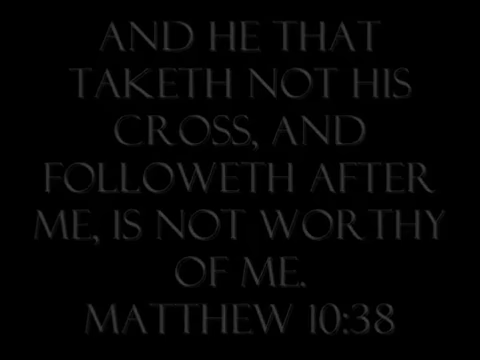 AND HE THAT
TAKETH NOT HIS
CROSS, AND
FOLLOWETH AFTER
ME, IS NOT WORTHY
OF ME.
MATTHEW 10:38